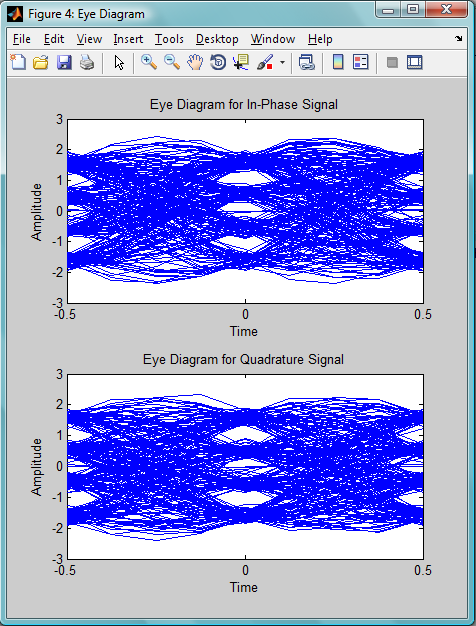 Figure 4: Eye Diagram
File Edit View Insert Tools Desktop Window Help
Eye Diagram for In-Phase Signal
3
2
1
0
-1
-2
-3
Amplitude
-0.5 0 0.5
Time
Eye Diagram for Quadrature Signal
3
2
1
0
-1
-2
-3
Amplitude
-0.5 0 0.5
Time